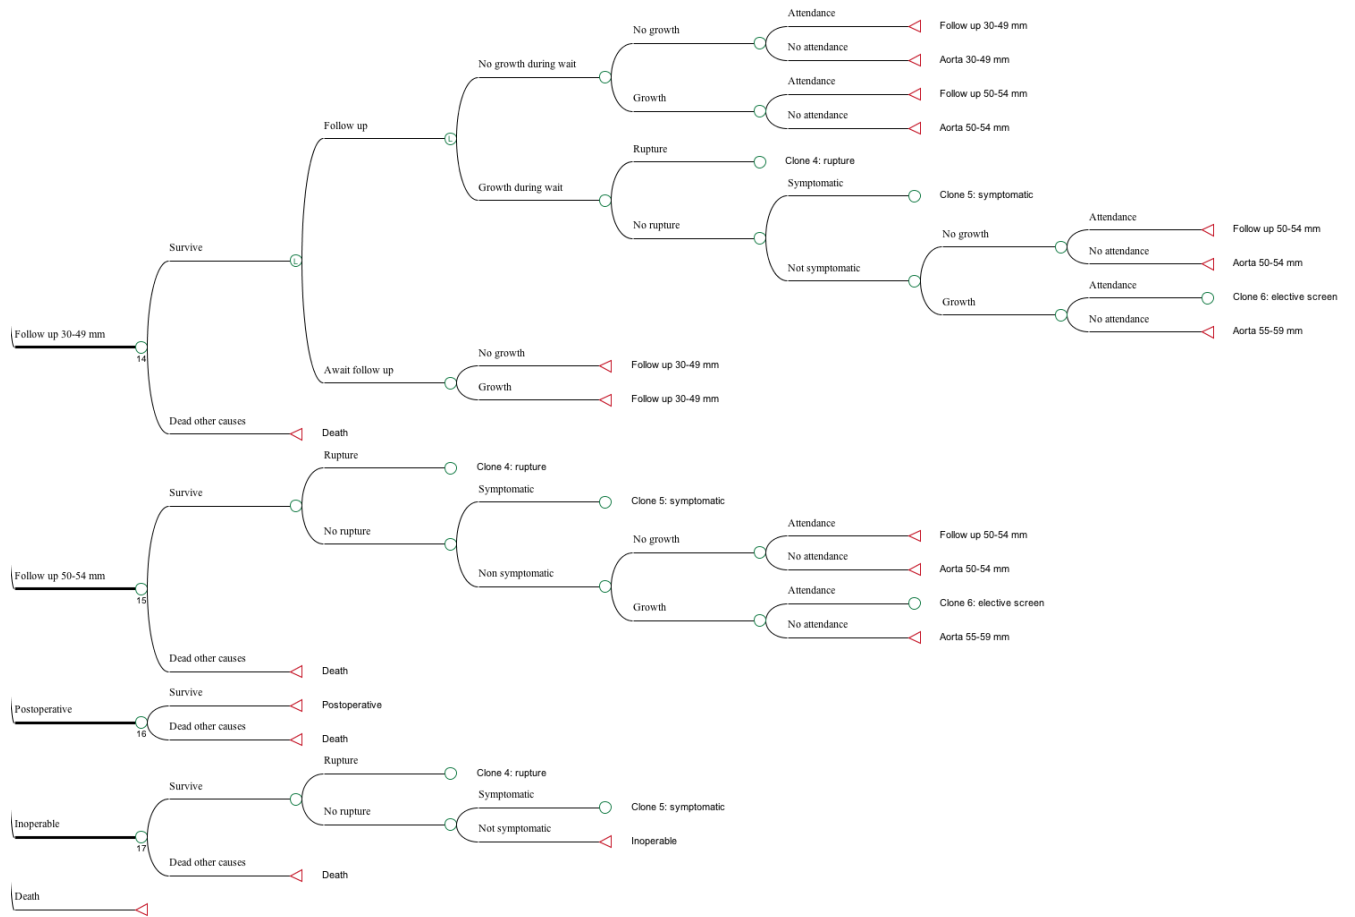 Attendance
No growth
Follow up 30-49 mm
No attendance
No growth during wait
Aorta 30-49 mm
Attendance
Growth
Follow up 50-54 mm
No attendance
Follow up
L
Aorta 50-54 mm
Rupture
Clone 4: rupture
Growth during wait
Symptomatic
Clone 5: symptomatic
No rupture
Attendance
No growth
Follow up 50-54 mm
Survive
No attendance
L
Not symptomatic
Aorta 50-54 mm
Attendance
Growth
Clone 6: elective screen
No attendance
Follow up 30-49 mm
14
Aorta 55-59 mm
No growth
Await follow up
Follow up 30-49 mm
Growth
Follow up 30-49 mm
Dead other causes
Death
Rupture
Clone 4: rupture
Survive
Symptomatic
Clone 5: symptomatic
No rupture
Attendance
No growth
Follow up 50-54 mm
No attendance
Non symptomatic
Aorta 50-54 mm
Follow up 50-54 mm
15
Attendance
Growth
Clone 6: elective screen
No attendance
Aorta 55-59 mm
Dead other causes
Death
Survive
Postoperative
Postoperative
16
Dead other causes
Death
Rupture
Clone 4: rupture
Survive
Symptomatic
Clone 5: symptomatic
No rupture
Inoperable
17
Not symptomatic
Inoperable
Dead other causes
Death
Death